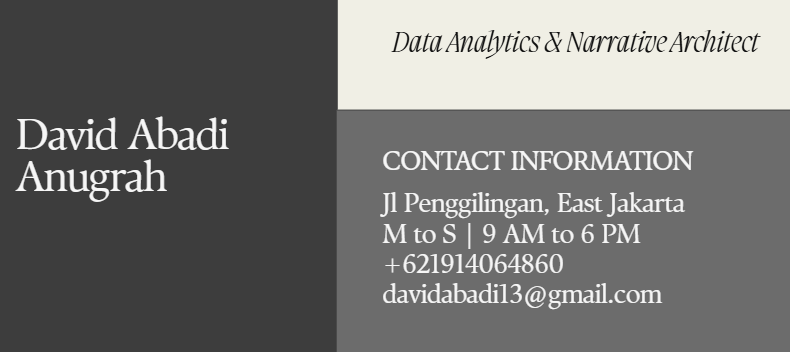 David Abadi
Anugrah
Data Analytics & Narrative Architect
CONTACT INFORMATION
Jl Penggilingan, East Jakarta
M to S | 9 AM to 6 PM
+621914064860
davidabadi13@gmail.com